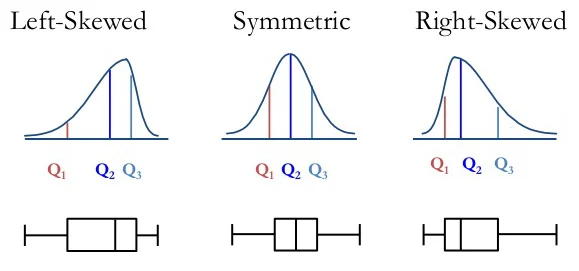 Left-Skewed Symmetric Right-Skewed
Q1 Q2 Q3 Q1 Q2 Q3 Q1 Q2 Q3